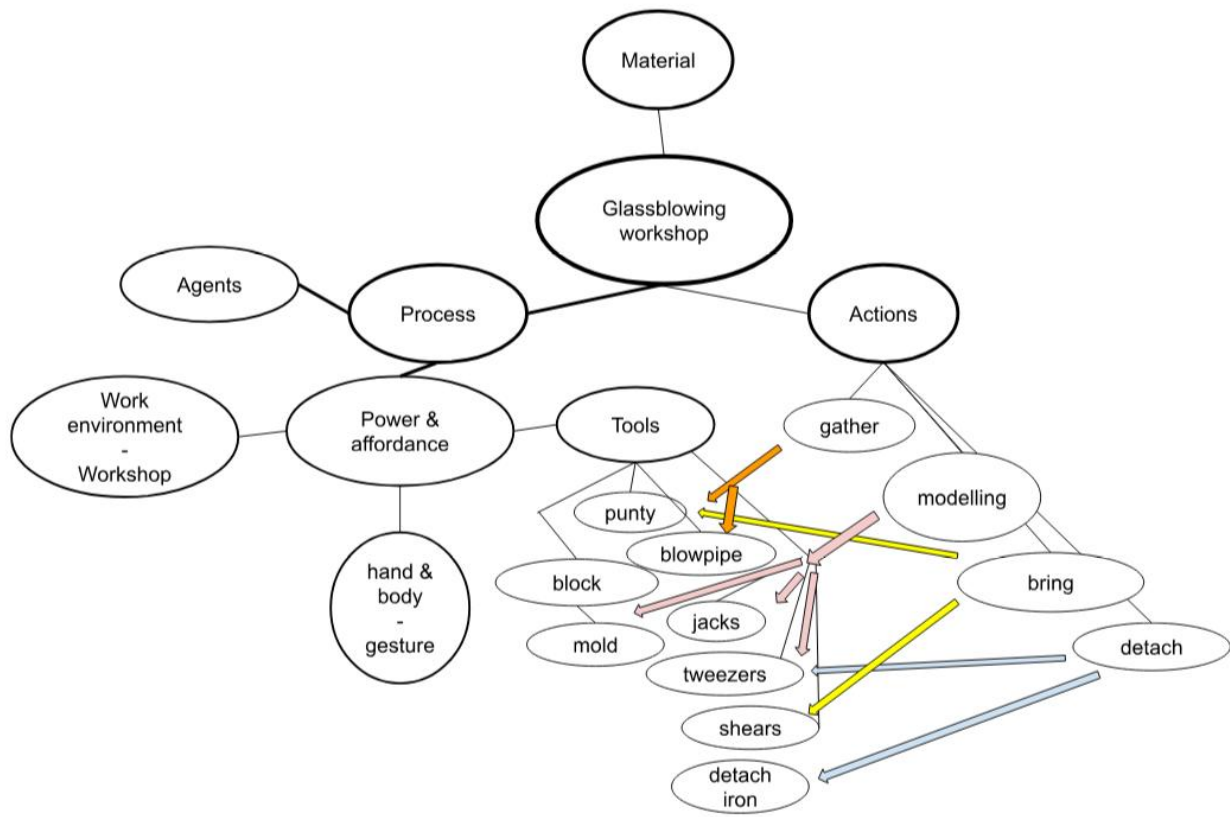 Material
Glassblowing
workshop
Agents
Process
Actions
Work
environment
-
Workshop
Power &
affordance
Tools
gather
modelling
punty
blowpipe
block
bring
hand &
body
-
gesture
jacks
mold
detach
tweezers
shears
detach
iron